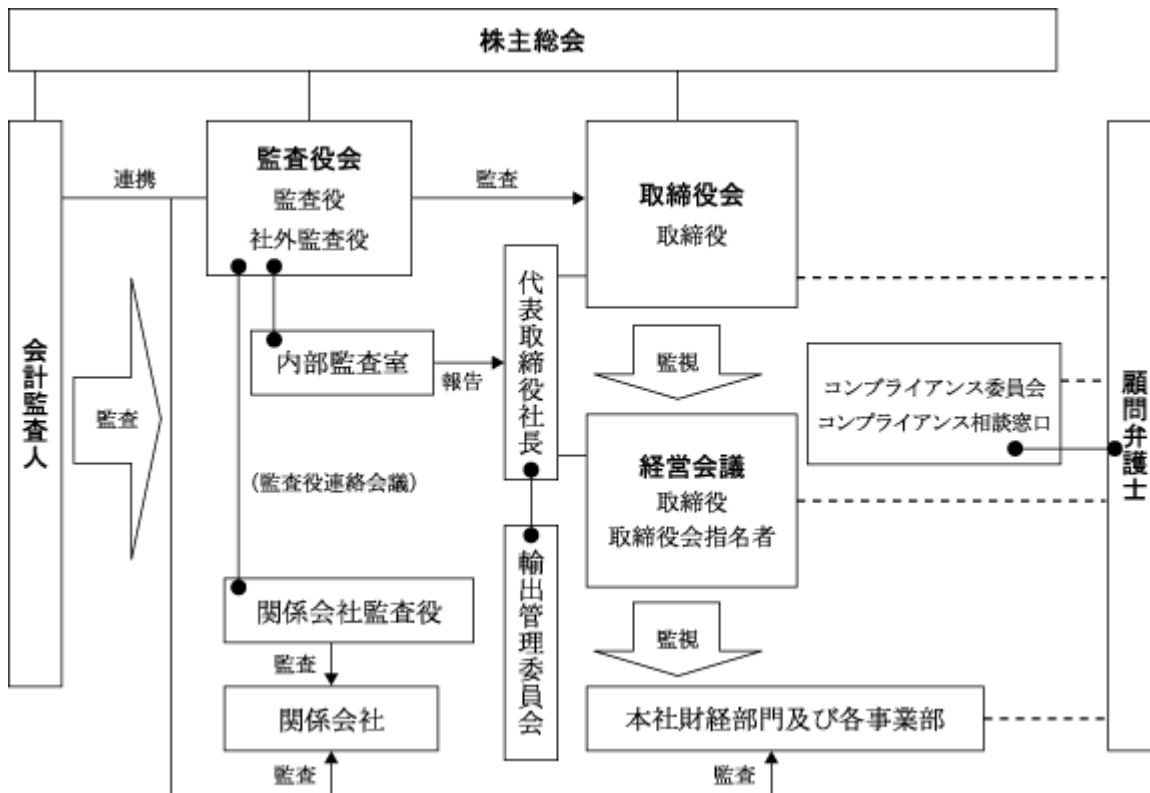 株主総会
会計監査人
連携
監査
監査役会
監査役
社外監査役
監査
取締役会
取締役
代表取締役社長
内部監査室
報告
監視
コンプライアンス委員会
コンプライアンス相談窓口
顧問弁護士
(監査役連絡会議)
経営会議
取締役
取締役会指名者
輸出管理委員会
関係会社監査役
監査
監視
関係会社
本社財経部門及び各事業部
監査
監査